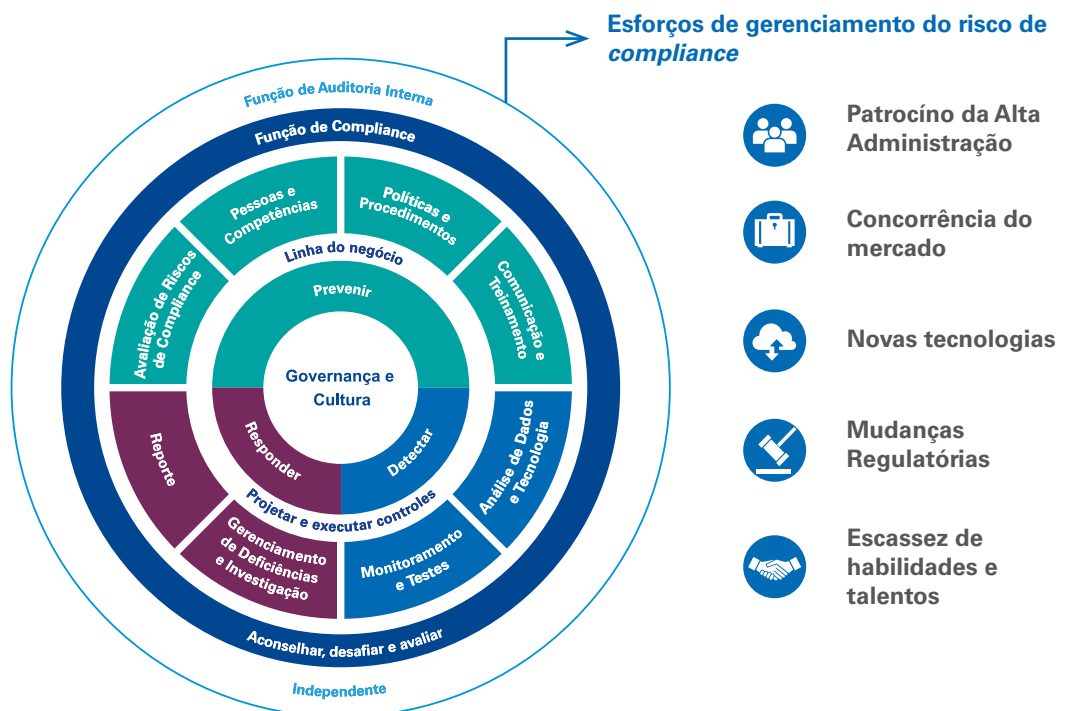 Esforços de gerenciamento do risco de
compliance
Função de Auditoria Interna
Função de Compliance
Pessoas e
Competências
Políticas e
Procedimentos
Avaliação de Riscos
de Compliance
Comunicação e
Treinamento
Linha do negócio
Prevenir
Governança e
Cultura
Responder
Detectar
Reporte
Análise de Dados
e Tecnologia
Projetar e executar controles
Gerenciamento
de Deficiências
e Investigação
Monitoramento
e Testes
Aconselhar, desafiar e avaliar
Independente
Patrocíno da Alta
Administração
Concorrência do
mercado
Novas tecnologias
Mudanças
Regulatórias
Escassez de
habilidades e
talentos